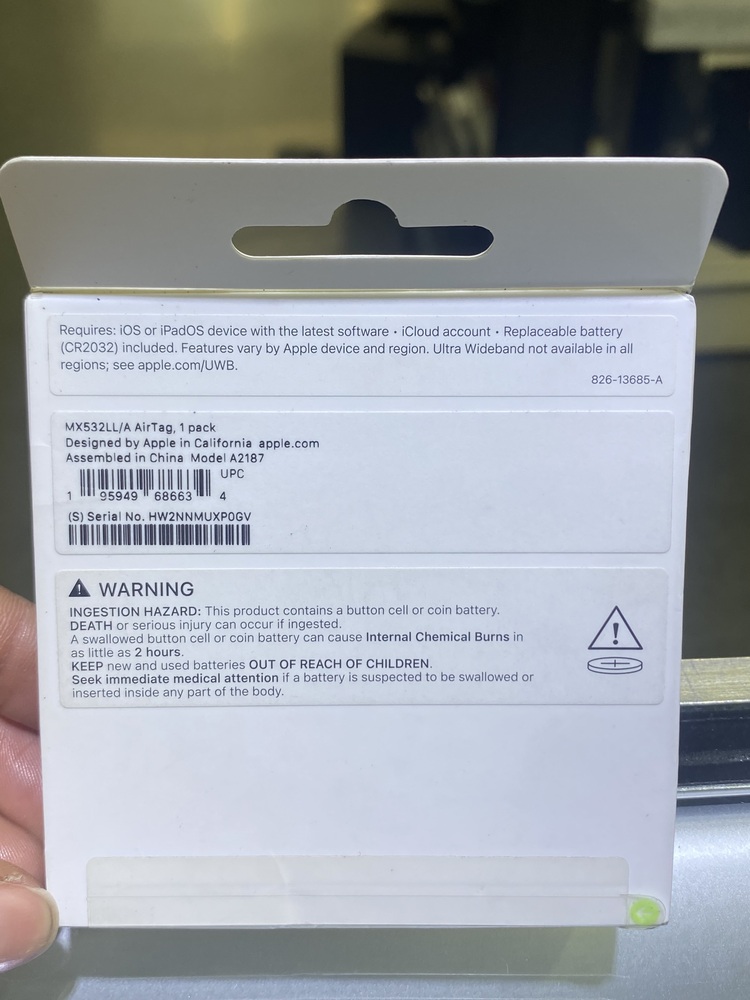 Requires: iOS or iPadOS device with the latest software • iCloud account • Replaceable battery
(CR2032) included. Features vary by Apple device and region. Ultra Wideband not available in all
regions; see apple.com/UWB.
826-13685-A
MX532LL/A AirTag, 1 pack
Designed by Apple in California apple.com
Assembled in China Model A2187
UPC
1 95949 68663 4
(S) Serial No. HW2NNMUXP0GV
WARNING
INGESTION HAZARD: This product contains a button cell or coin battery.
DEATH or serious injury can occur if ingested.
A swallowed button cell or coin battery can cause Internal Chemical Burns in
as little as 2 hours.
KEEP new and used batteries OUT OF REACH OF CHILDREN.
Seek immediate medical attention if a battery is suspected to be swallowed or
inserted inside any part of the body.